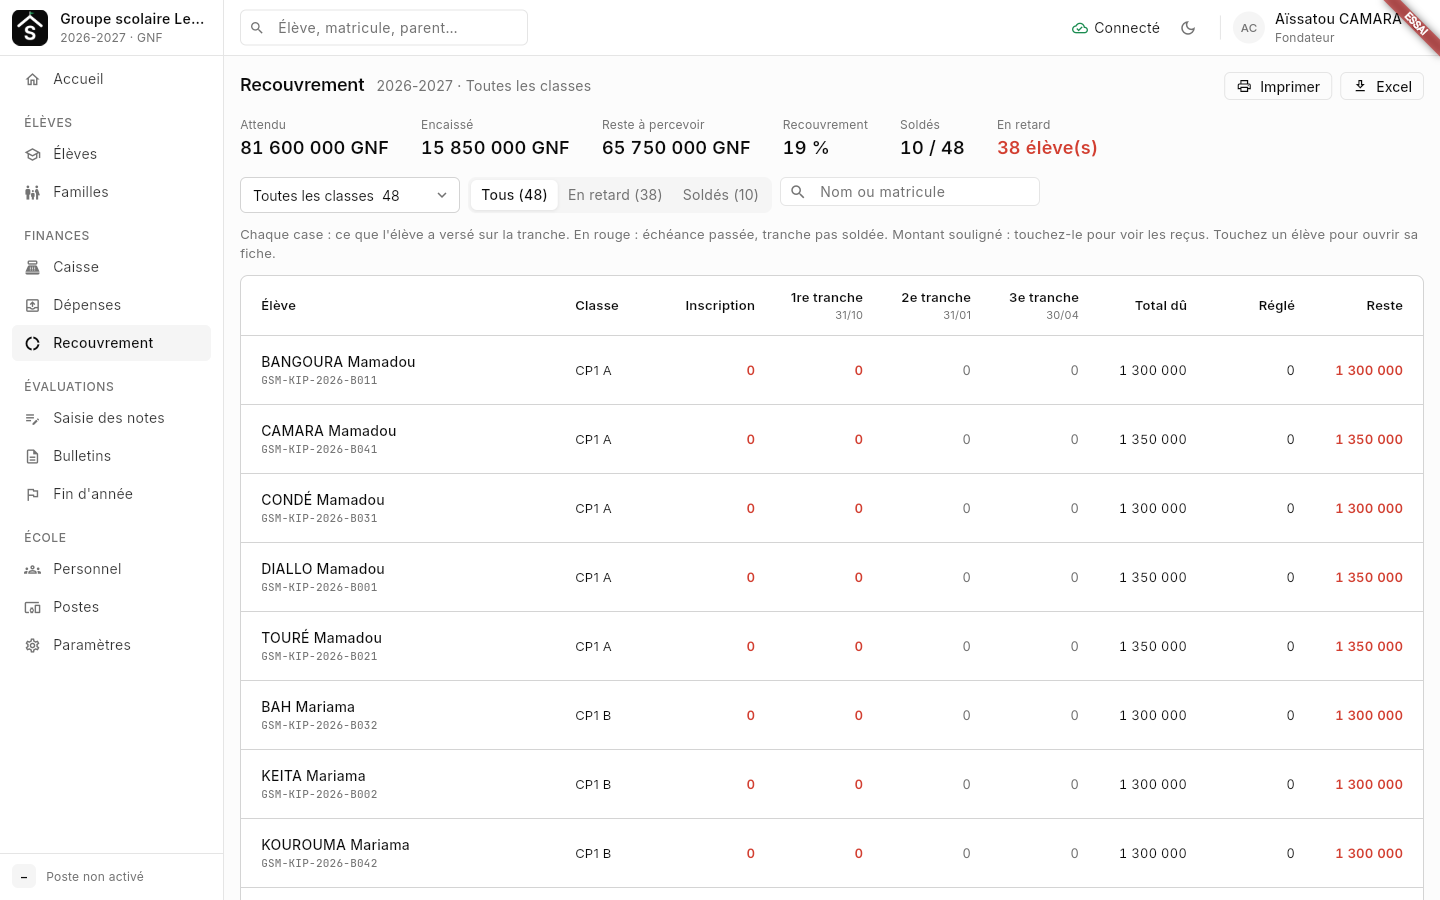 Groupe scolaire Le...
2026-2027 · GNF
Élève, matricule, parent...
Connecté
AC
Aïssatou CAMARA
Fondateur
ESSAI
Accueil
ÉLÈVES
Élèves
Familles
FINANCES
Caisse
Dépenses
Recouvrement
ÉVALUATIONS
Saisie des notes
Bulletins
Fin d'année
ÉCOLE
Personnel
Postes
Paramètres
– Poste non activé
Recouvrement 2026-2027 · Toutes les classes
Imprimer
Excel
Attendu Encaissé Reste à percevoir Recouvrement Soldés En retard
81 600 000 GNF 15 850 000 GNF 65 750 000 GNF 19 % 10 / 48 38 élève(s)
Toutes les classes 48 Tous (48) En retard (38) Soldés (10) Nom ou matricule
Chaque case : ce que l'élève a versé sur la tranche. En rouge : échéance passée, tranche pas soldée. Montant souligné : touchez-le pour voir les reçus. Touchez un élève pour ouvrir sa
fiche.
Élève Classe Inscription 1re tranche 2e tranche 3e tranche Total dû Réglé Reste
31/10 31/01 30/04
BANGOURA Mamadou
GSM-KIP-2026-B011
CP1 A 0 0 0 0 1 300 000 0 1 300 000
CAMARA Mamadou
GSM-KIP-2026-B041
CP1 A 0 0 0 0 1 350 000 0 1 350 000
CONDÉ Mamadou
GSM-KIP-2026-B031
CP1 A 0 0 0 0 1 300 000 0 1 300 000
DIALLO Mamadou
GSM-KIP-2026-B001
CP1 A 0 0 0 0 1 350 000 0 1 350 000
TOURÉ Mamadou
GSM-KIP-2026-B021
CP1 A 0 0 0 0 1 350 000 0 1 350 000
BAH Mariama
GSM-KIP-2026-B032
CP1 B 0 0 0 0 1 300 000 0 1 300 000
KEITA Mariama
GSM-KIP-2026-B002
CP1 B 0 0 0 0 1 300 000 0 1 300 000
KOUROUMA Mariama
GSM-KIP-2026-B042
CP1 B 0 0 0 0 1 300 000 0 1 300 000